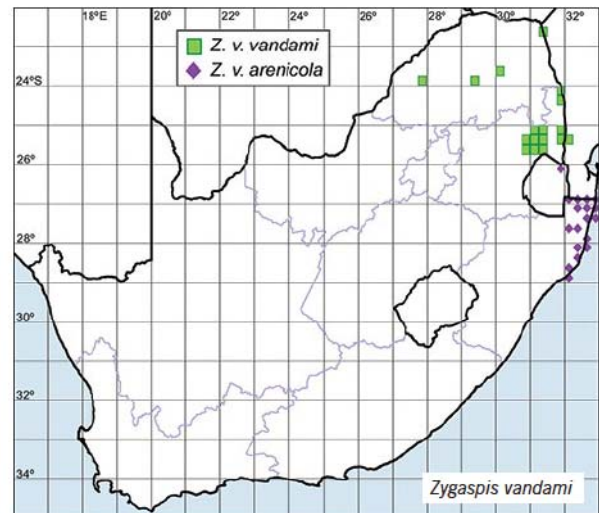 18°E 20° 22° 24° 26° 28° 30° 32°
Z. v. vandami
Z. v. arenicola
24°S
26°
28°
30°
32°
34°
Zygaspis vandami